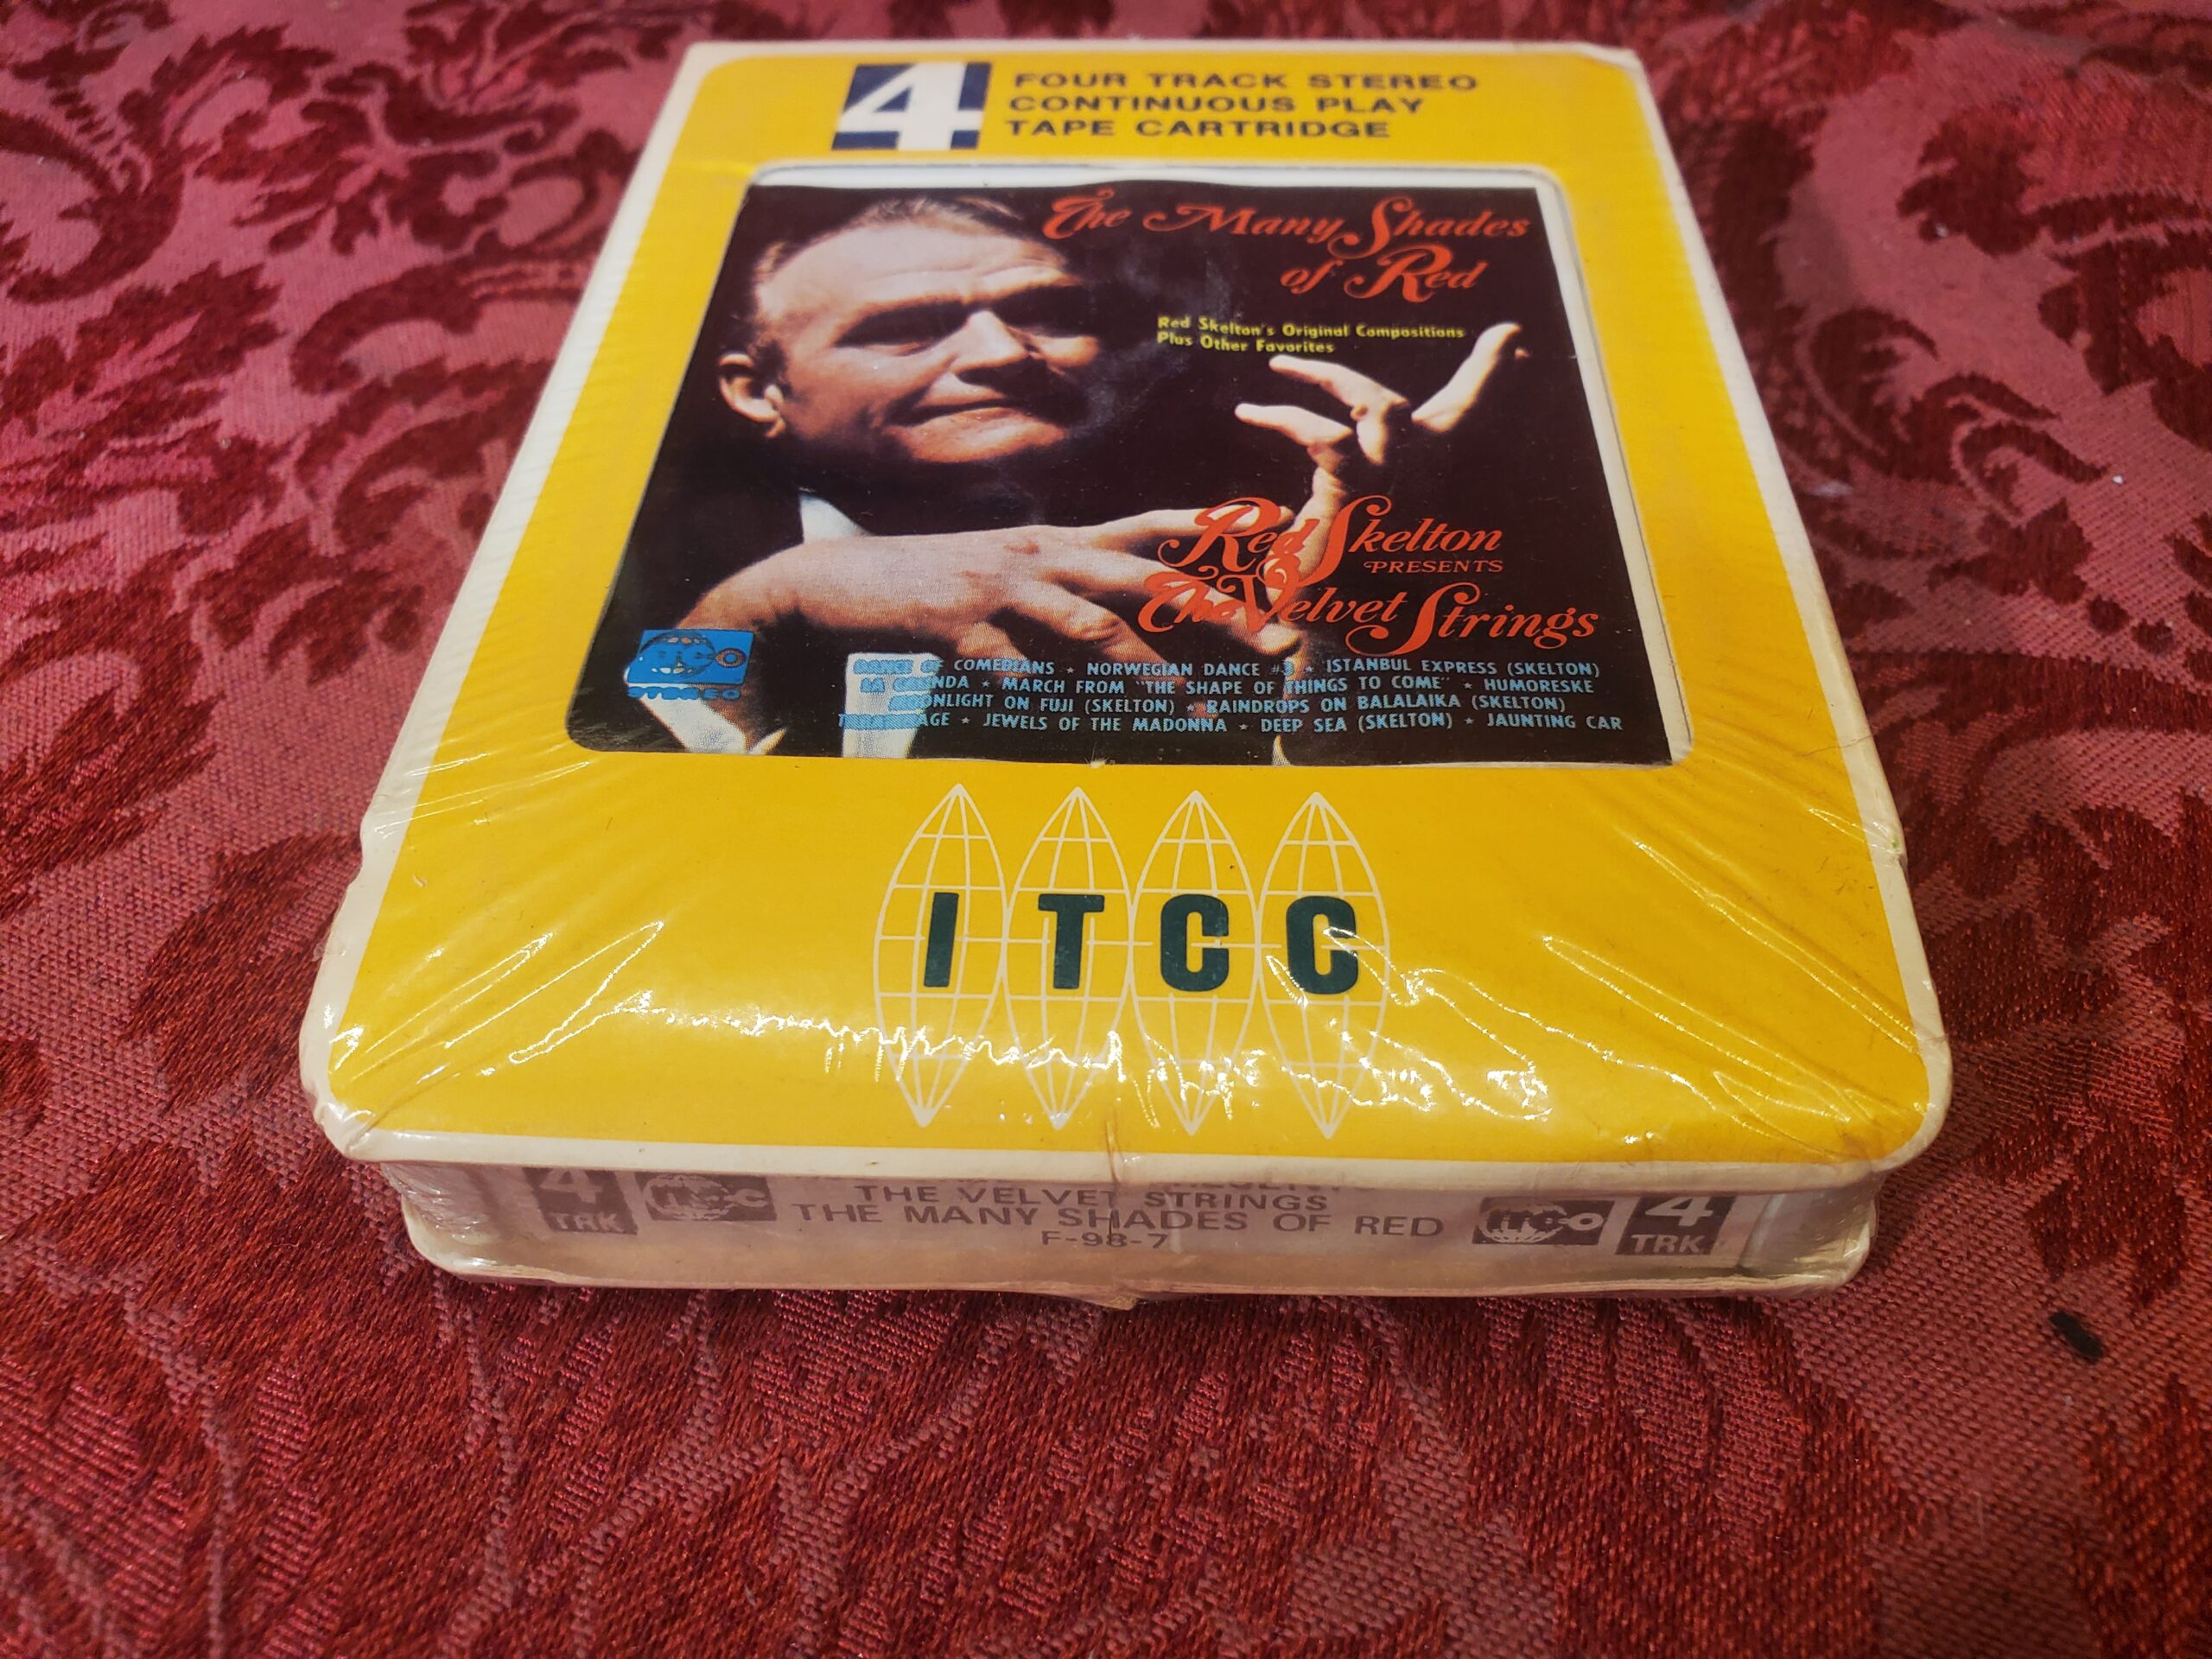 4
FOUR TRACK STEREO
CONTINUOUS PLAY
TAPE CARTRIDGE
The Many Shades
of Red
Red Skelton's Original Compositions
Plus Other Favorites
Red Skelton
PRESENTS
The Velvet Strings
ITCC
STEREO
DANCE OF COMEDIANS ★ NORWEGIAN DANCE #3 ★ ISTANBUL EXPRESS (SKELTON)
LA MARCH FROM "THE SHAPE OF THINGS TO COME" ★ HUMORESKE
MOONLIGHT ON FUJI (SKELTON) ★ RAINDROPS ON BALALAIKA (SKELTON)
★ JEWELS OF THE MADONNA ★ DEEP SEA (SKELTON) ★ JAUNTING CAR
ITCC
4 TRK ITCC
THE VELVET STRINGS
THE MANY SHADES OF RED
F-98-7
ITCC 4 TRK